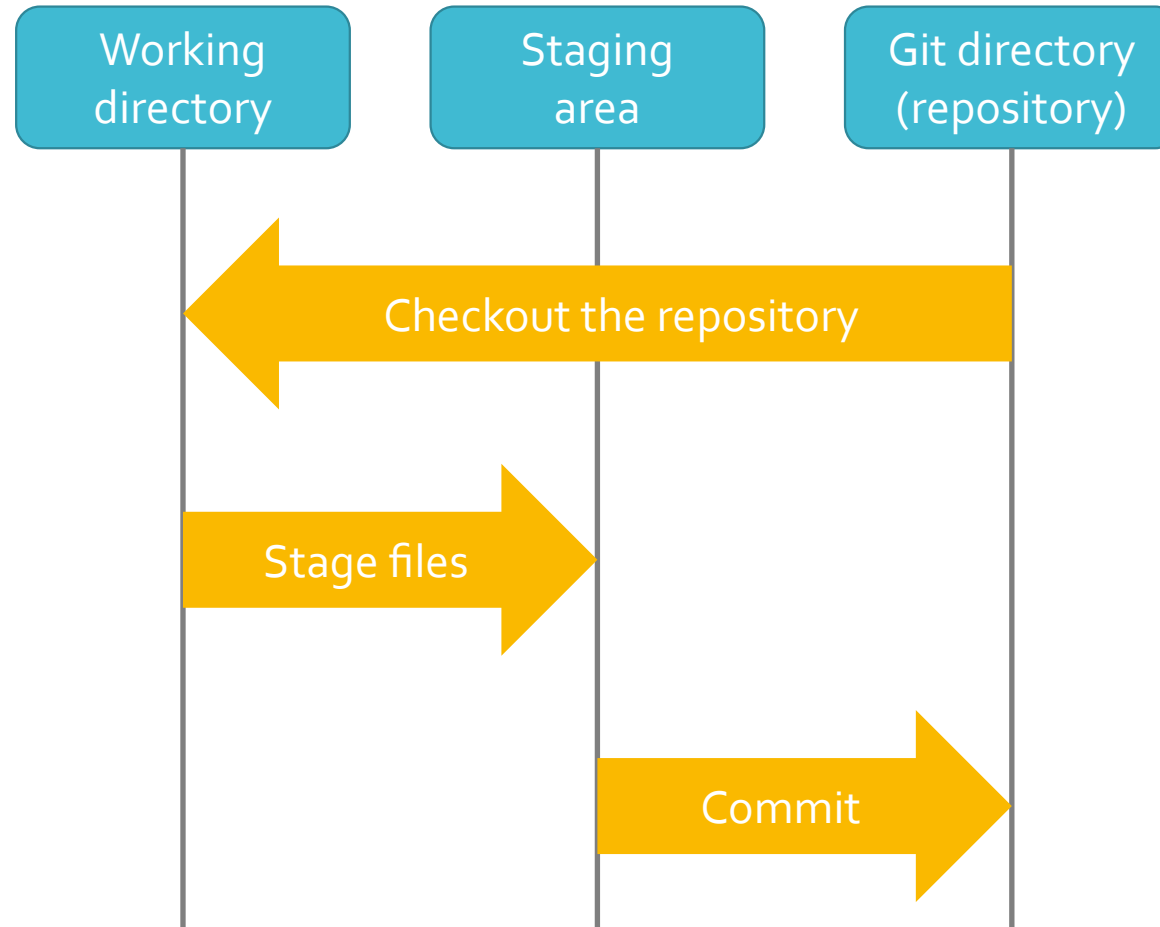 Working
directory
Staging
area
Git directory
(repository)
Checkout the repository
Stage files
Commit